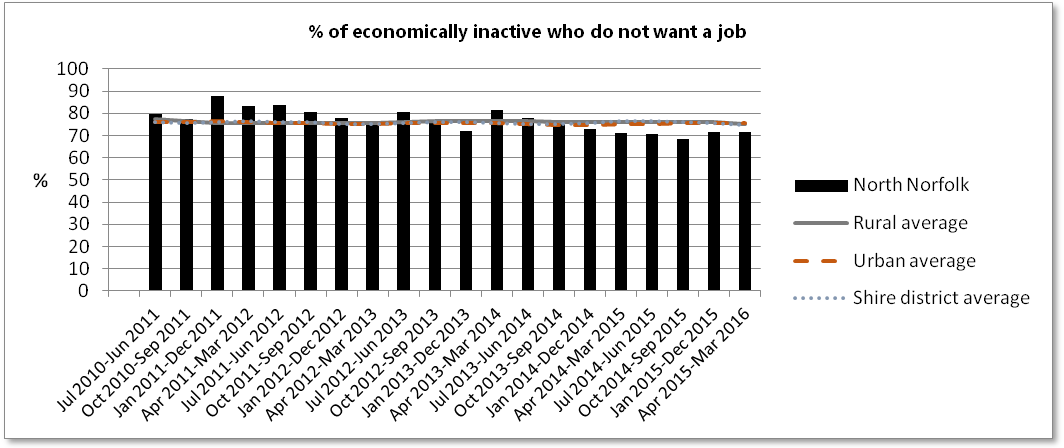 % of economically inactive who do not want a job
100
90
80
70
60
50
40
30
20
10
0
%
Jul 2010-Jun 2011
Oct 2010-Sep 2011
Jan 2011-Dec 2011
Apr 2011-Mar 2012
Jul 2011-Jun 2012
Oct 2011-Sep 2012
Jan 2012-Dec 2012
Apr 2012-Mar 2013
Jul 2012-Jun 2013
Oct 2012-Sep 2013
Jan 2013-Dec 2013
Apr 2013-Mar 2014
Jul 2013-Jun 2014
Oct 2013-Sep 2014
Jan 2014-Dec 2014
Apr 2014-Mar 2015
Jul 2014-Jun 2015
Oct 2014-Sep 2015
Jan 2015-Dec 2015
Apr 2015-Mar 2016
North Norfolk
Rural average
Urban average
Shire district average